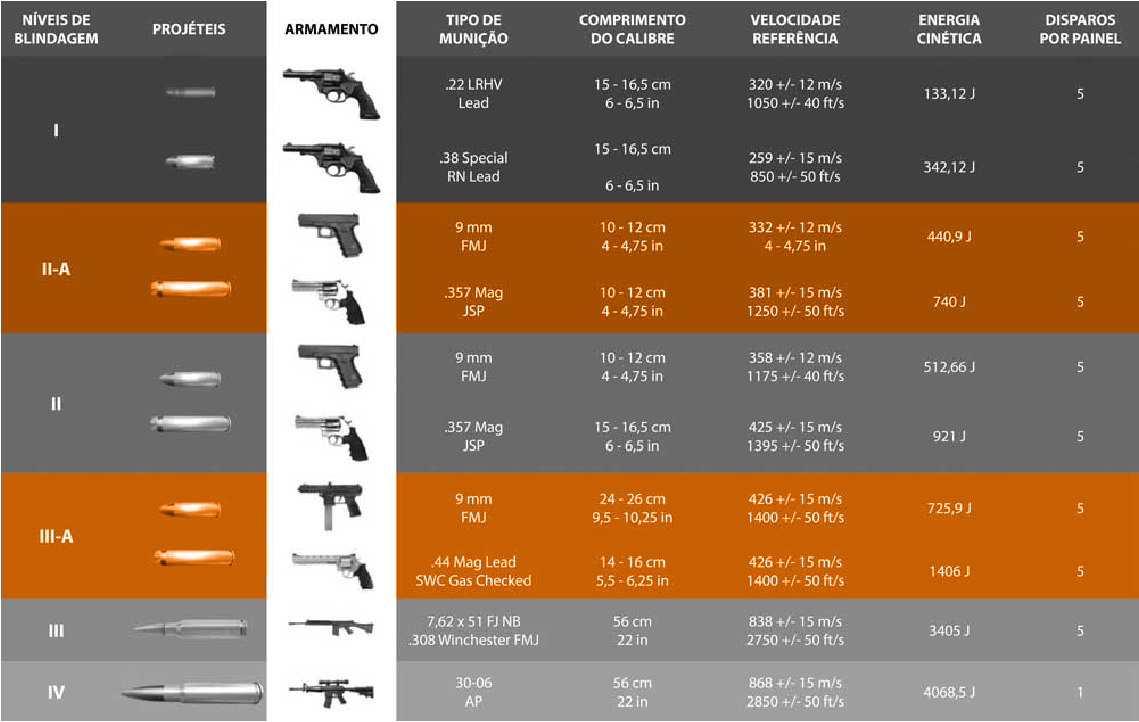 NÍVEIS DE
BLINDAGEM
PROJÉTEIS
ARMAMENTO
TIPO DE
MUNIÇÃO
COMPRIMENTO
DO CALIBRE
VELOCIDADE
REFERÊNCIA
ENERGIA
CINÉTICA
DISPAROS
POR PAINEL
I
.22 LRHV
Lead
15 - 16,5 cm
6 - 6,5 in
320 +/- 12 m/s
1050 +/- 40 ft/s
133,12 J
5
.38 Special
RN Lead
15 - 16,5 cm
6 - 6,5 in
259 +/- 15 m/s
850 +/- 50 ft/s
342,12 J
5
II-A
9 mm
FMJ
10 - 12 cm
4 - 4,75 in
332 +/- 12 m/s
4 - 4,75 in
440,9 J
5
.357 Mag
JSP
10 - 12 cm
4 - 4,75 in
381 +/- 15 m/s
1250 +/- 50 ft/s
740 J
5
II
9 mm
FMJ
10 - 12 cm
4 - 4,75 in
358 +/- 12 m/s
1175 +/- 40 ft/s
512,66 J
5
.357 Mag
JSP
15 - 16,5 cm
6 - 6,5 in
425 +/- 15 m/s
1395 +/- 50 ft/s
921 J
5
III-A
9 mm
FMJ
24 - 26 cm
9,5 - 10,25 in
426 +/- 15 m/s
1400 +/- 50 ft/s
725,9 J
5
.44 Mag Lead
SWC Gas Checked
14 - 16 cm
5,5 - 6,25 in
426 +/- 15 m/s
1400 +/- 50 ft/s
1406 J
5
III
7,62 x 51 FJ NB
.308 Winchester FMJ
56 cm
22 in
838 +/- 15 m/s
2750 +/- 50 ft/s
3405 J
5
IV
30-06
AP
56 cm
22 in
868 +/- 15 m/s
2850 +/- 50 ft/s
4068,5 J
1